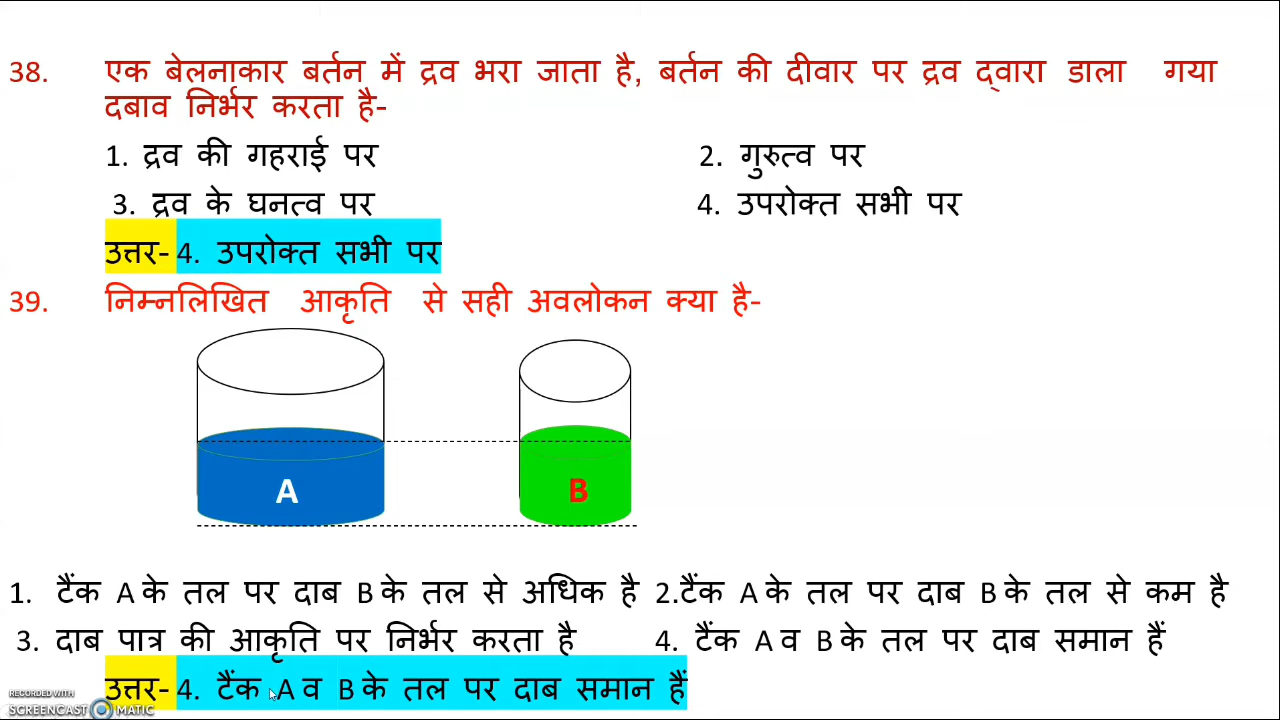 38. एक बेलनाकार बर्तन में द्रव भरा जाता है, बर्तन की दीवार पर द्रव द्वारा डाला गया
दबाव निर्भर करता है-
1. द्रव की गहराई पर 2. गुरुत्व पर
3. द्रव के घनत्व पर 4. उपरोक्त सभी पर
उत्तर- 4. उपरोक्त सभी पर
39. निम्नलिखित आकृति से सही अवलोकन क्या है-
A B
1. टैंक A के तल पर दाब B के तल से अधिक है 2.टैंक A के तल पर दाब B के तल से कम है
3. दाब पात्र की आकृति पर निर्भर करता है 4. टैंक A व B के तल पर दाब समान हैं
उत्तर- 4. टैंक A व B के तल पर दाब समान हैं
RECORDED WITH
SCREENCAST MATIC